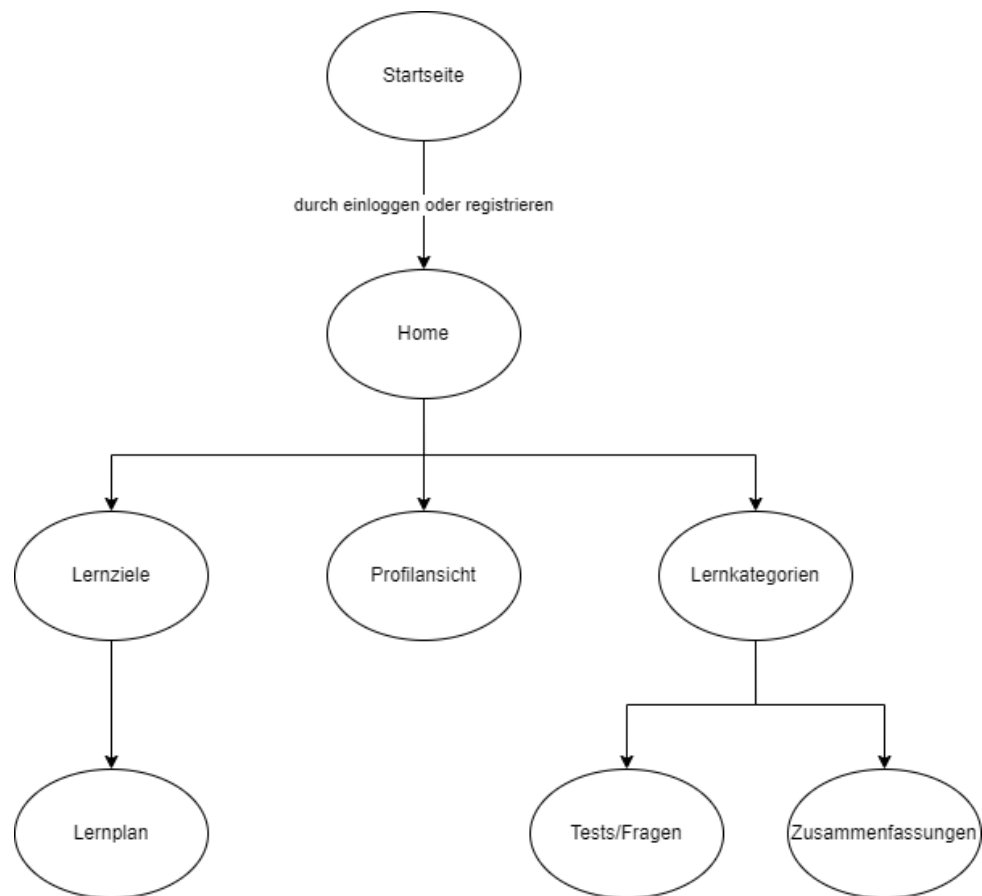 Startseite
durch einloggen oder registrieren
Home
Lernziele
Profilansicht
Lernkategorien
Lernplan
Tests/Fragen
Zusammenfassungen